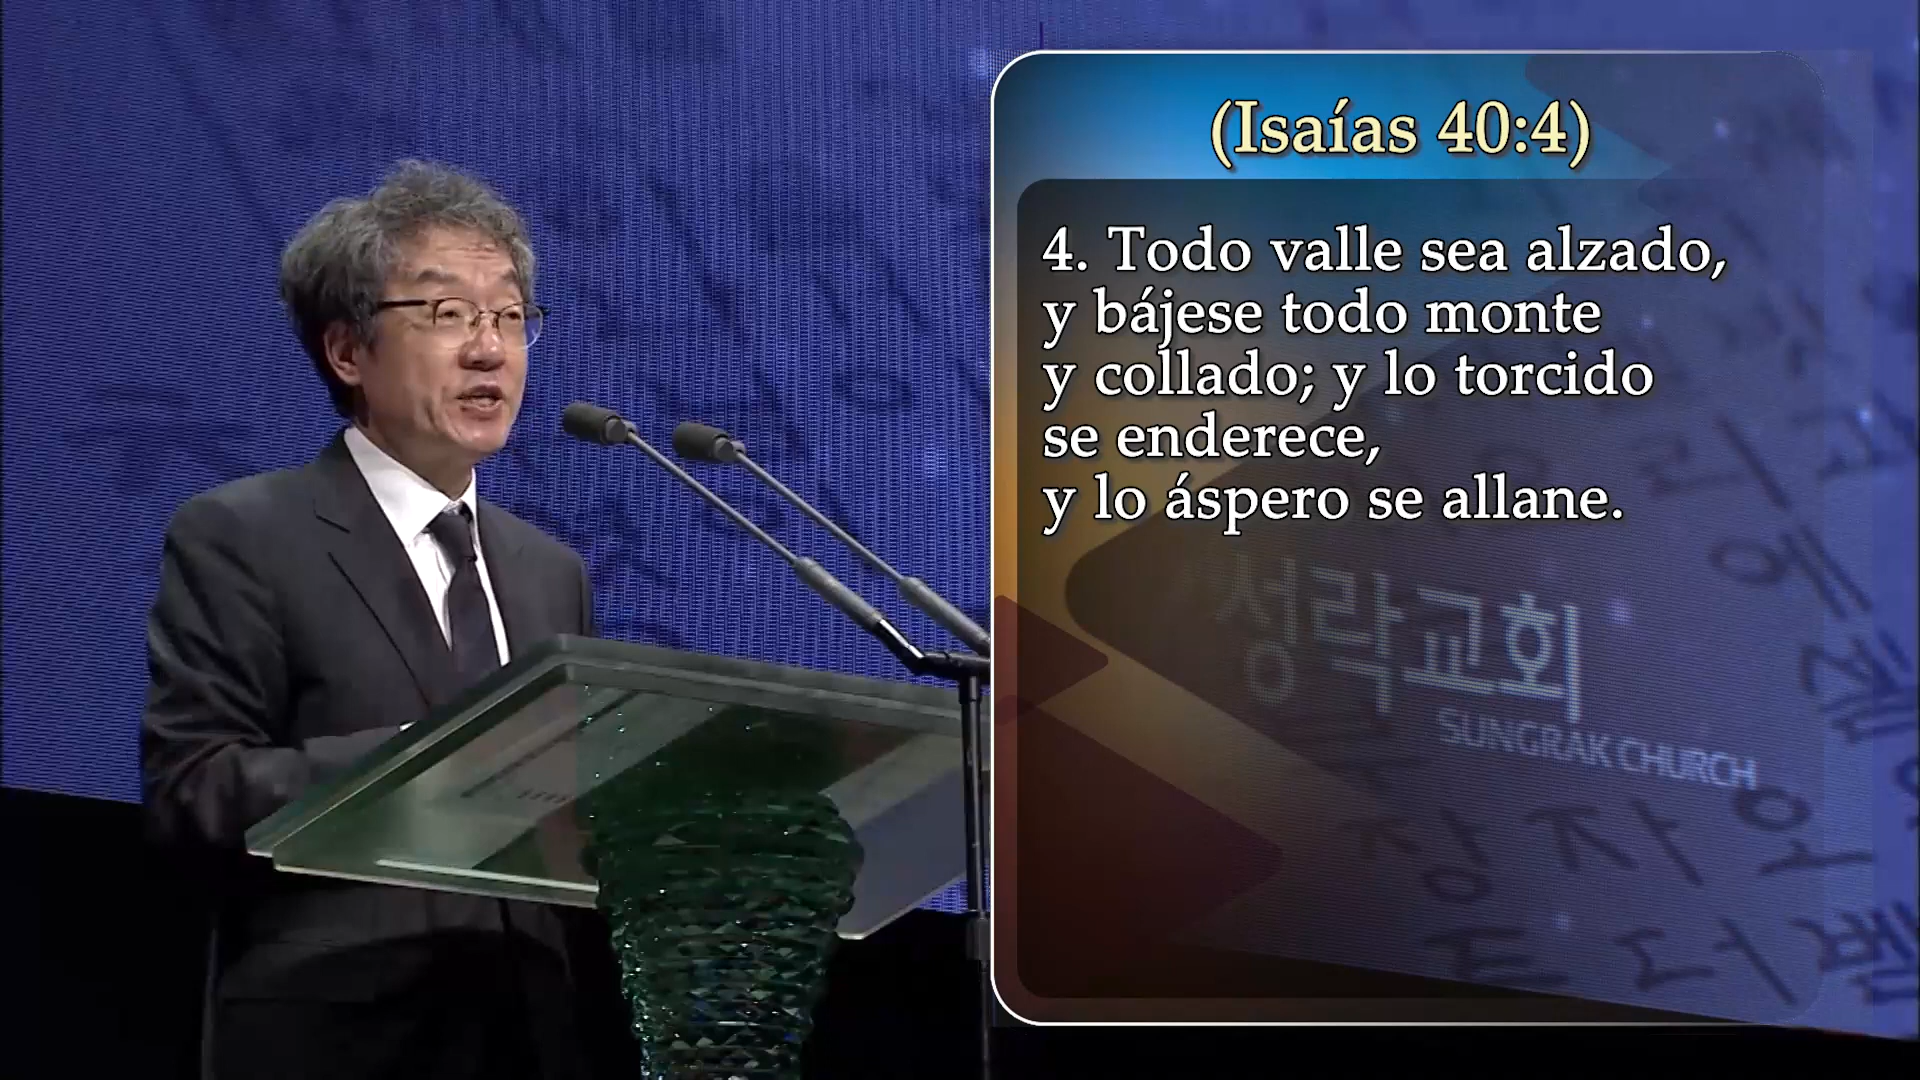 (Isaías 40:4)
4. Todo valle sea alzado,
y bájese todo monte
y collado; y lo torcido
se enderece,
y lo áspero se allane.
성락교회
SUNGRAK CHURCH